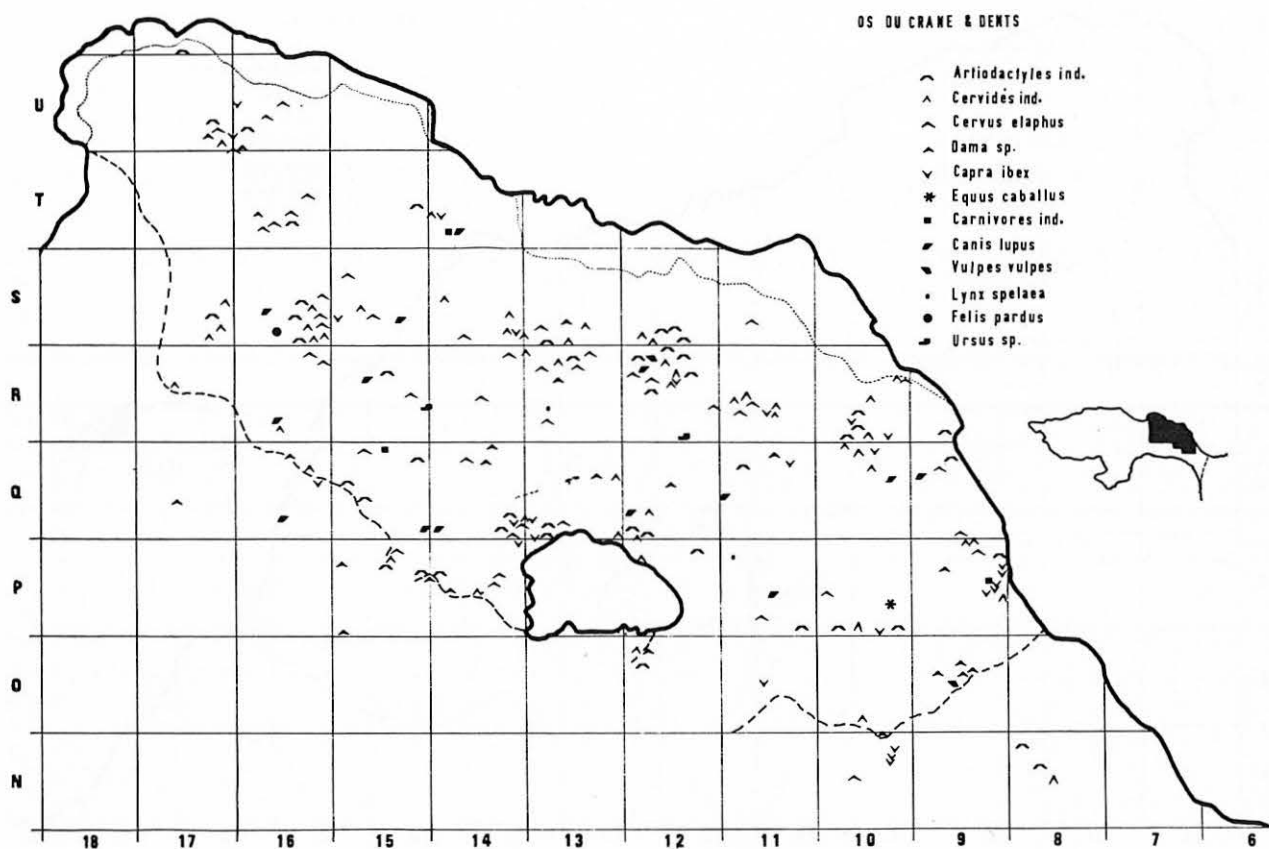 OS DU CRANE & DENTS
Artiodactyles ind.
Cervidés ind.
Cervus elaphus
Dama sp.
Capra ibex
Equus caballus
Carnivores ind.
Canis lupus
Vulpes vulpes
Lynx spelaea
Felis pardus
Ursus sp.
U
T
S
R
Q
P
O
N
18 17 16 15 14 13 12 11 10 9 8 7 6